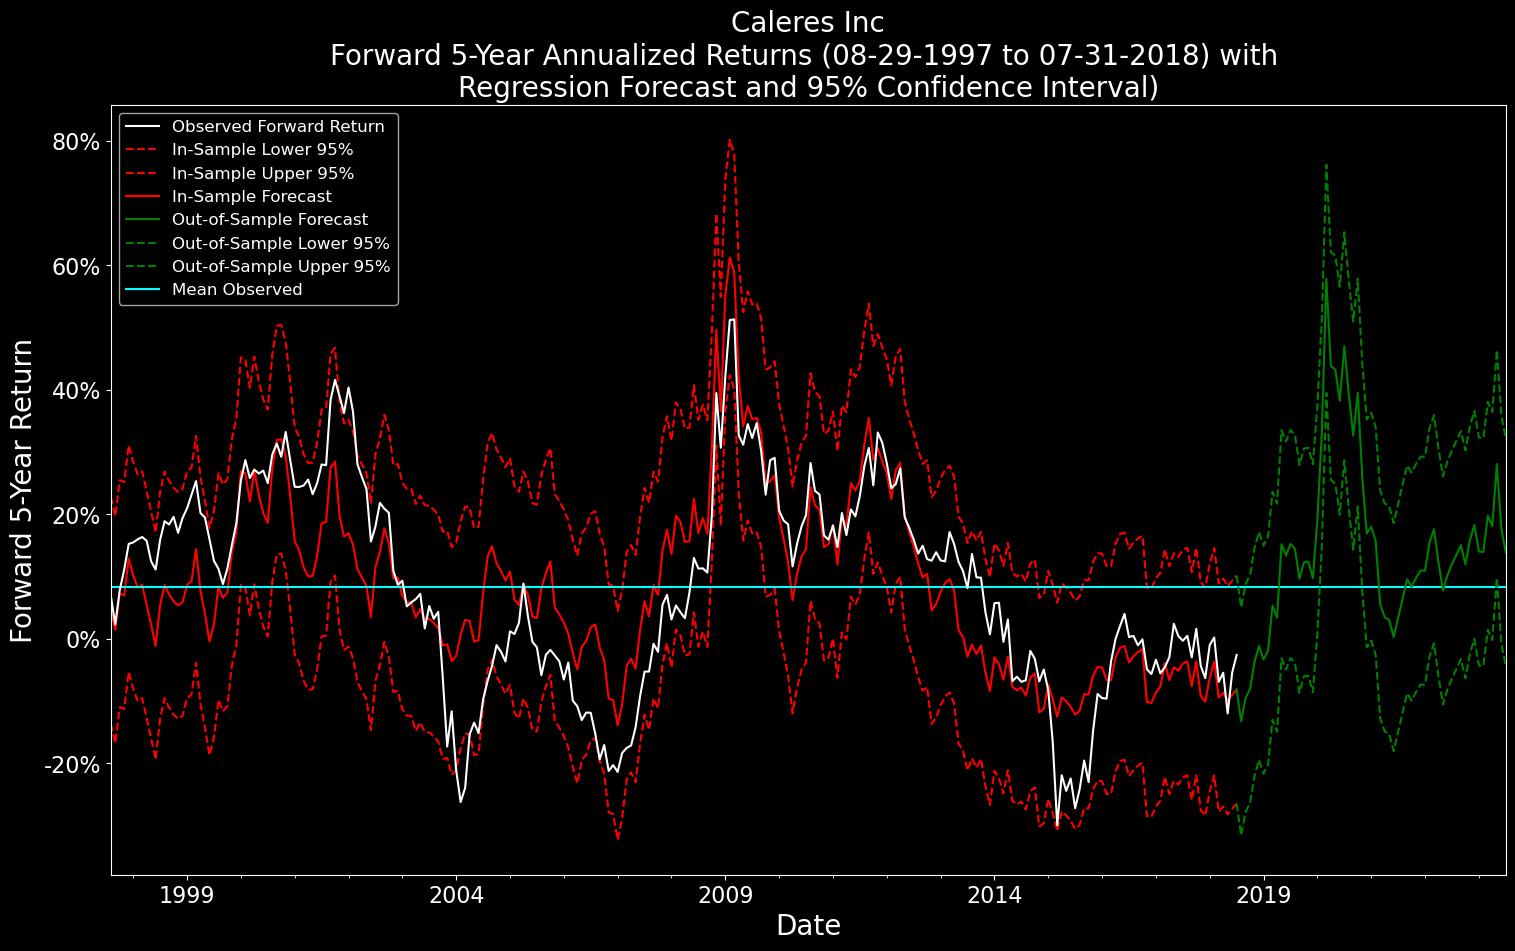 Caleres Inc
Forward 5-Year Annualized Returns (08-29-1997 to 07-31-2018) with
Regression Forecast and 95% Confidence Interval)
Observed Forward Return
In-Sample Lower 95%
In-Sample Upper 95%
In-Sample Forecast
Out-of-Sample Forecast
Out-of-Sample Lower 95%
Out-of-Sample Upper 95%
Mean Observed
Forward 5-Year Return
80%
60%
40%
20%
0%
-20%
1999
2004
2009
2014
2019
Date